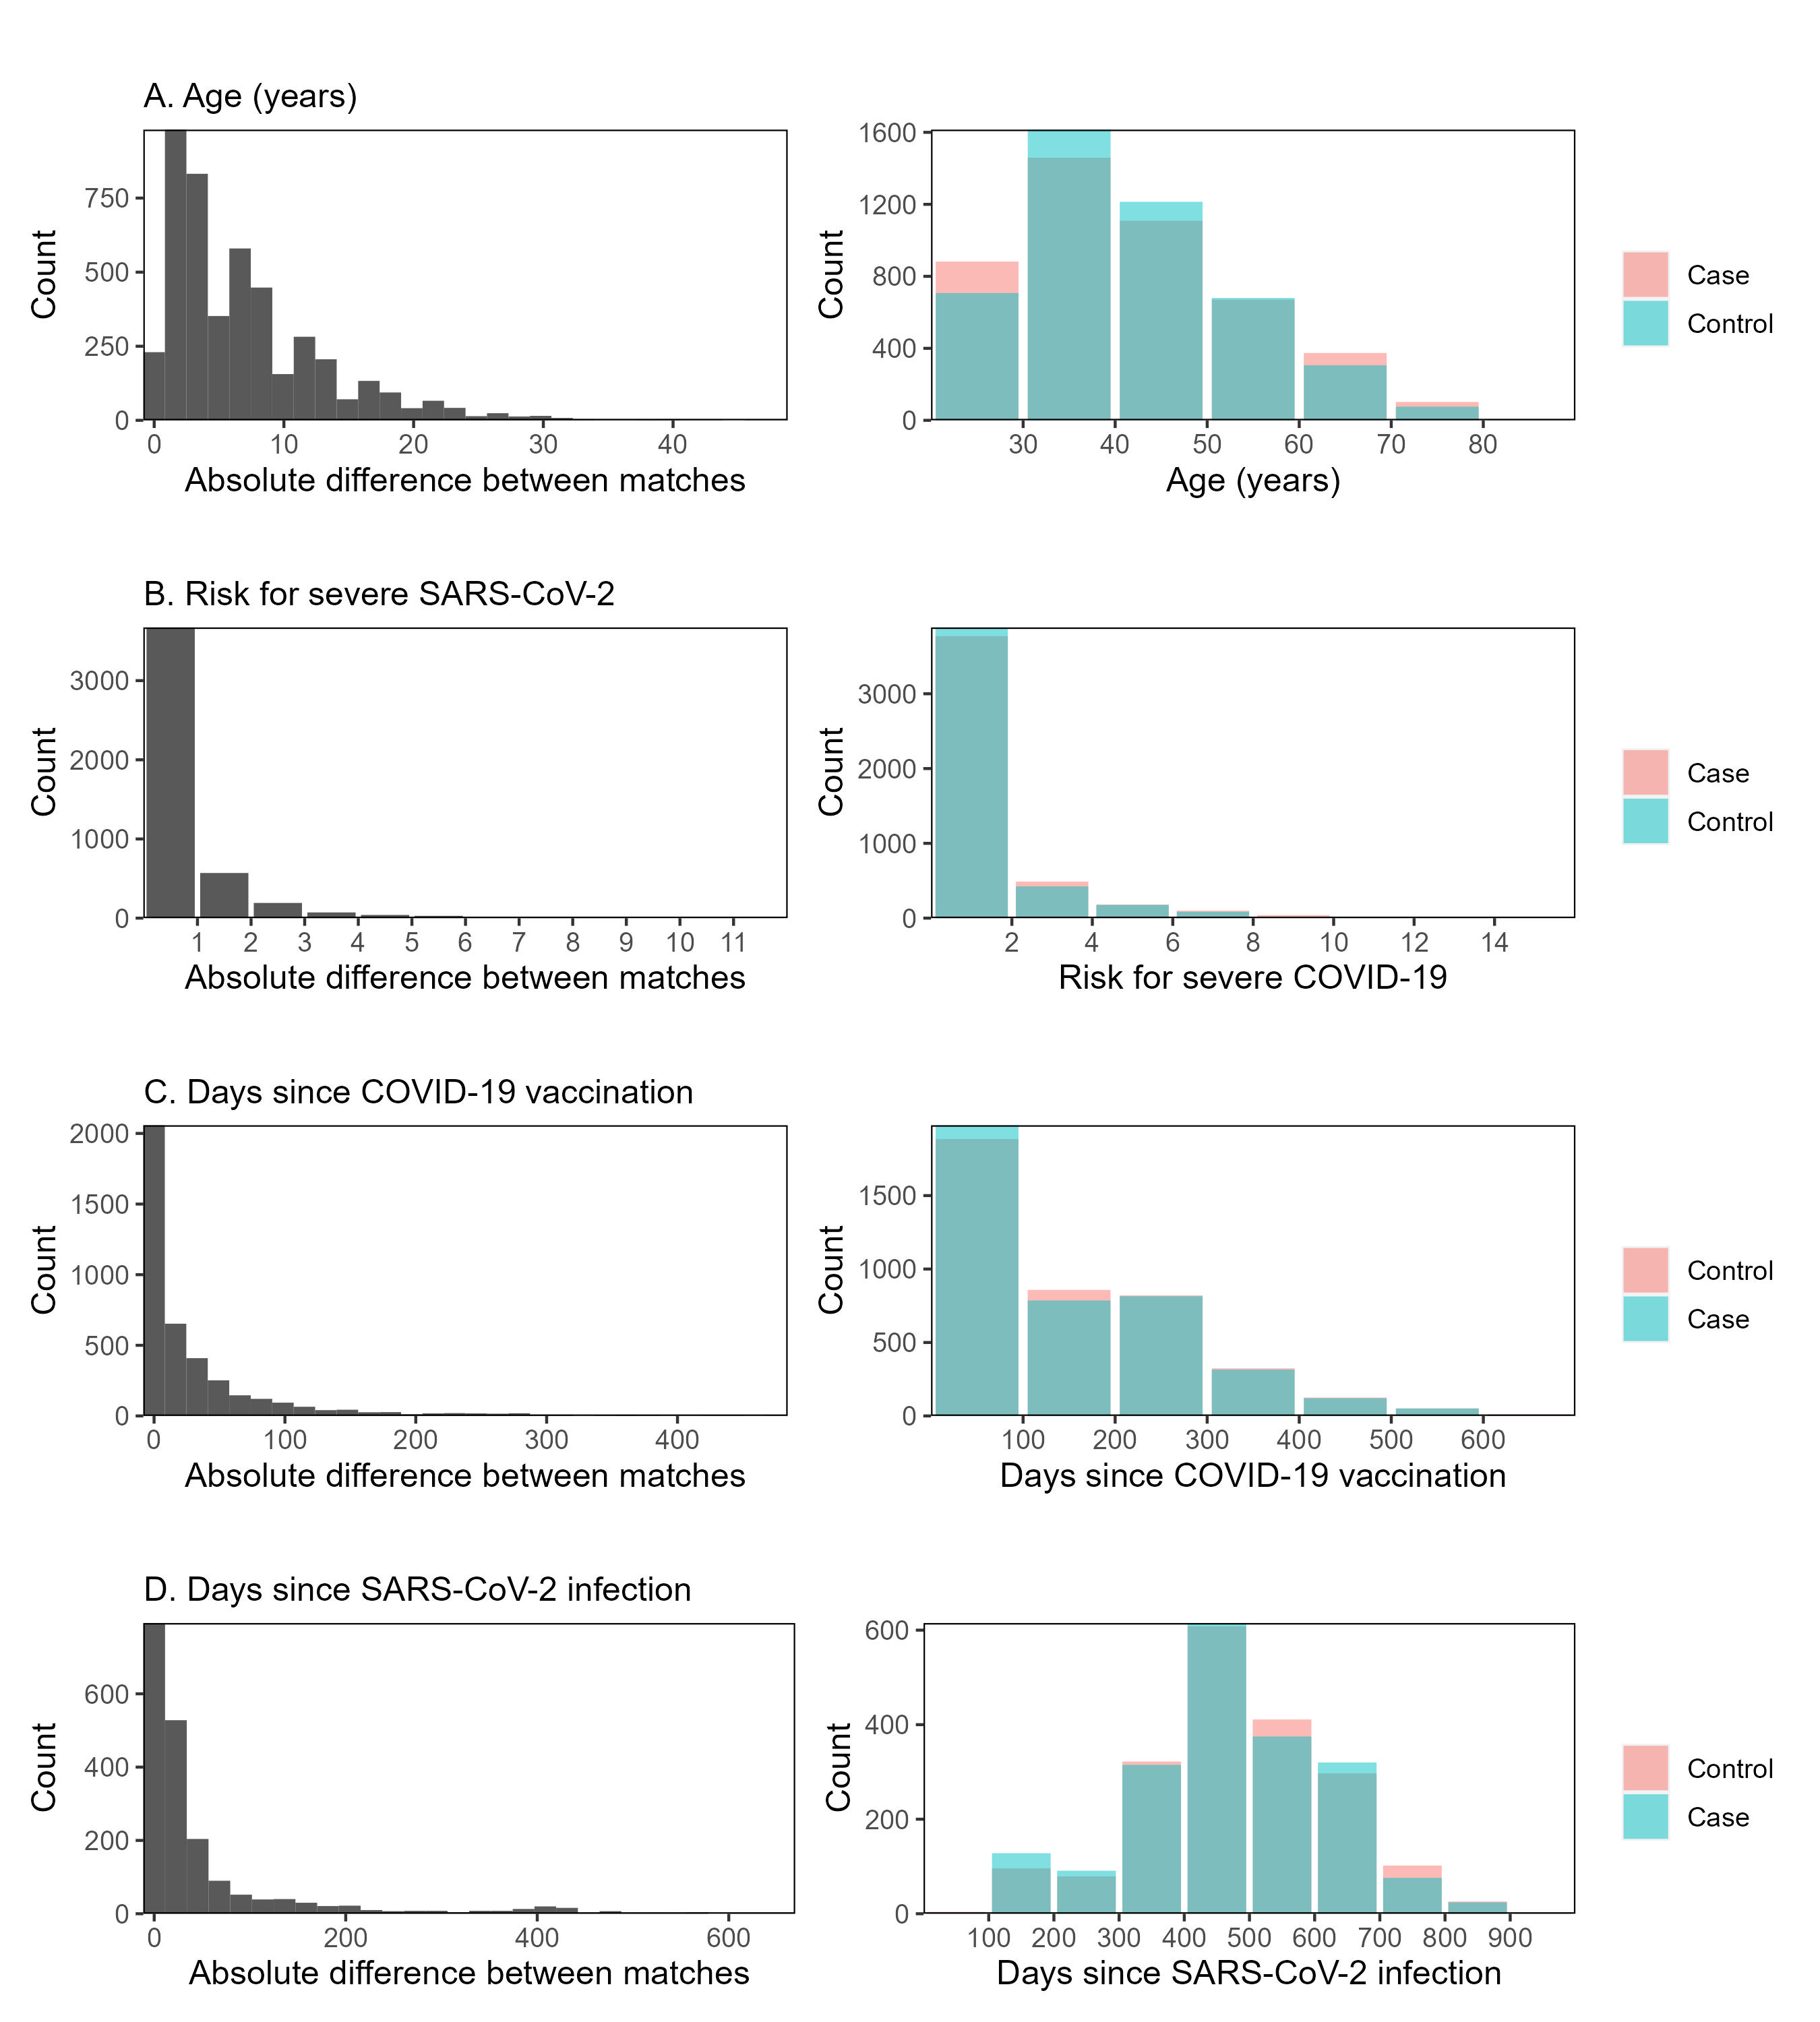 A. Age (years)
Count
750
500
250
0
0 10 20 30 40
Absolute difference between matches
Count
1600
1200
800
400
0
30 40 50 60 70 80
Age (years)
Case
Control
B. Risk for severe SARS-CoV-2
Count
3000
2000
1000
0
1 2 3 4 5 6 7 8 9 10 11
Absolute difference between matches
Count
3000
2000
1000
0
2 4 6 8 10 12 14
Risk for severe COVID-19
Case
Control
C. Days since COVID-19 vaccination
Count
2000
1500
1000
500
0
0 100 200 300 400
Absolute difference between matches
Count
1500
1000
500
0
100 200 300 400 500 600
Days since COVID-19 vaccination
Control
Case
D. Days since SARS-CoV-2 infection
Count
600
400
200
0
0 200 400 600
Absolute difference between matches
Count
600
400
200
0
100 200 300 400 500 600 700 800 900
Days since SARS-CoV-2 infection
Control
Case